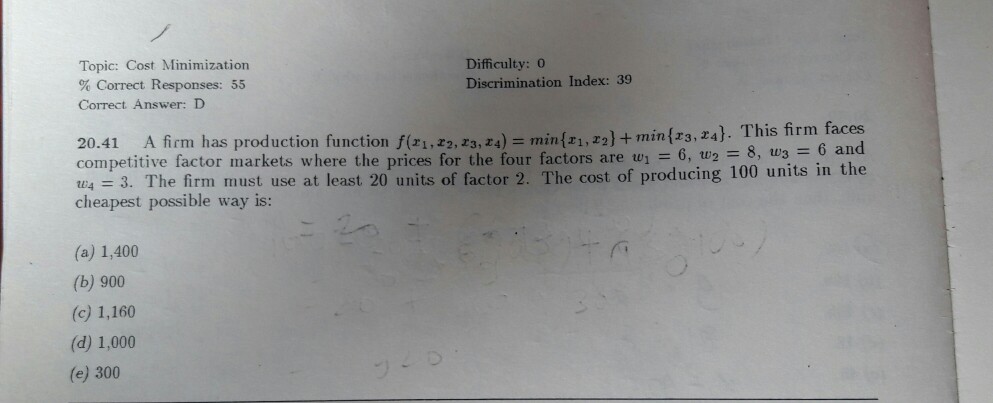 Topic: Cost Minimization
Difficulty: 0
% Correct Responses: 55
Discrimination Index: 39
Correct Answer: D
20.41 A firm has production function f(x₁, x₂, x₃, x₄) = min{x₁, x₂} + min{x₃, x₄}. This firm faces
competitive factor markets where the prices for the four factors are w₁ = 6, w₂ = 8, w₃ = 6 and
w₄ = 3. The firm must use at least 20 units of factor 2. The cost of producing 100 units in the
cheapest possible way is:
(a) 1,400
(b) 900
(c) 1,160
(d) 1,000
(e) 300